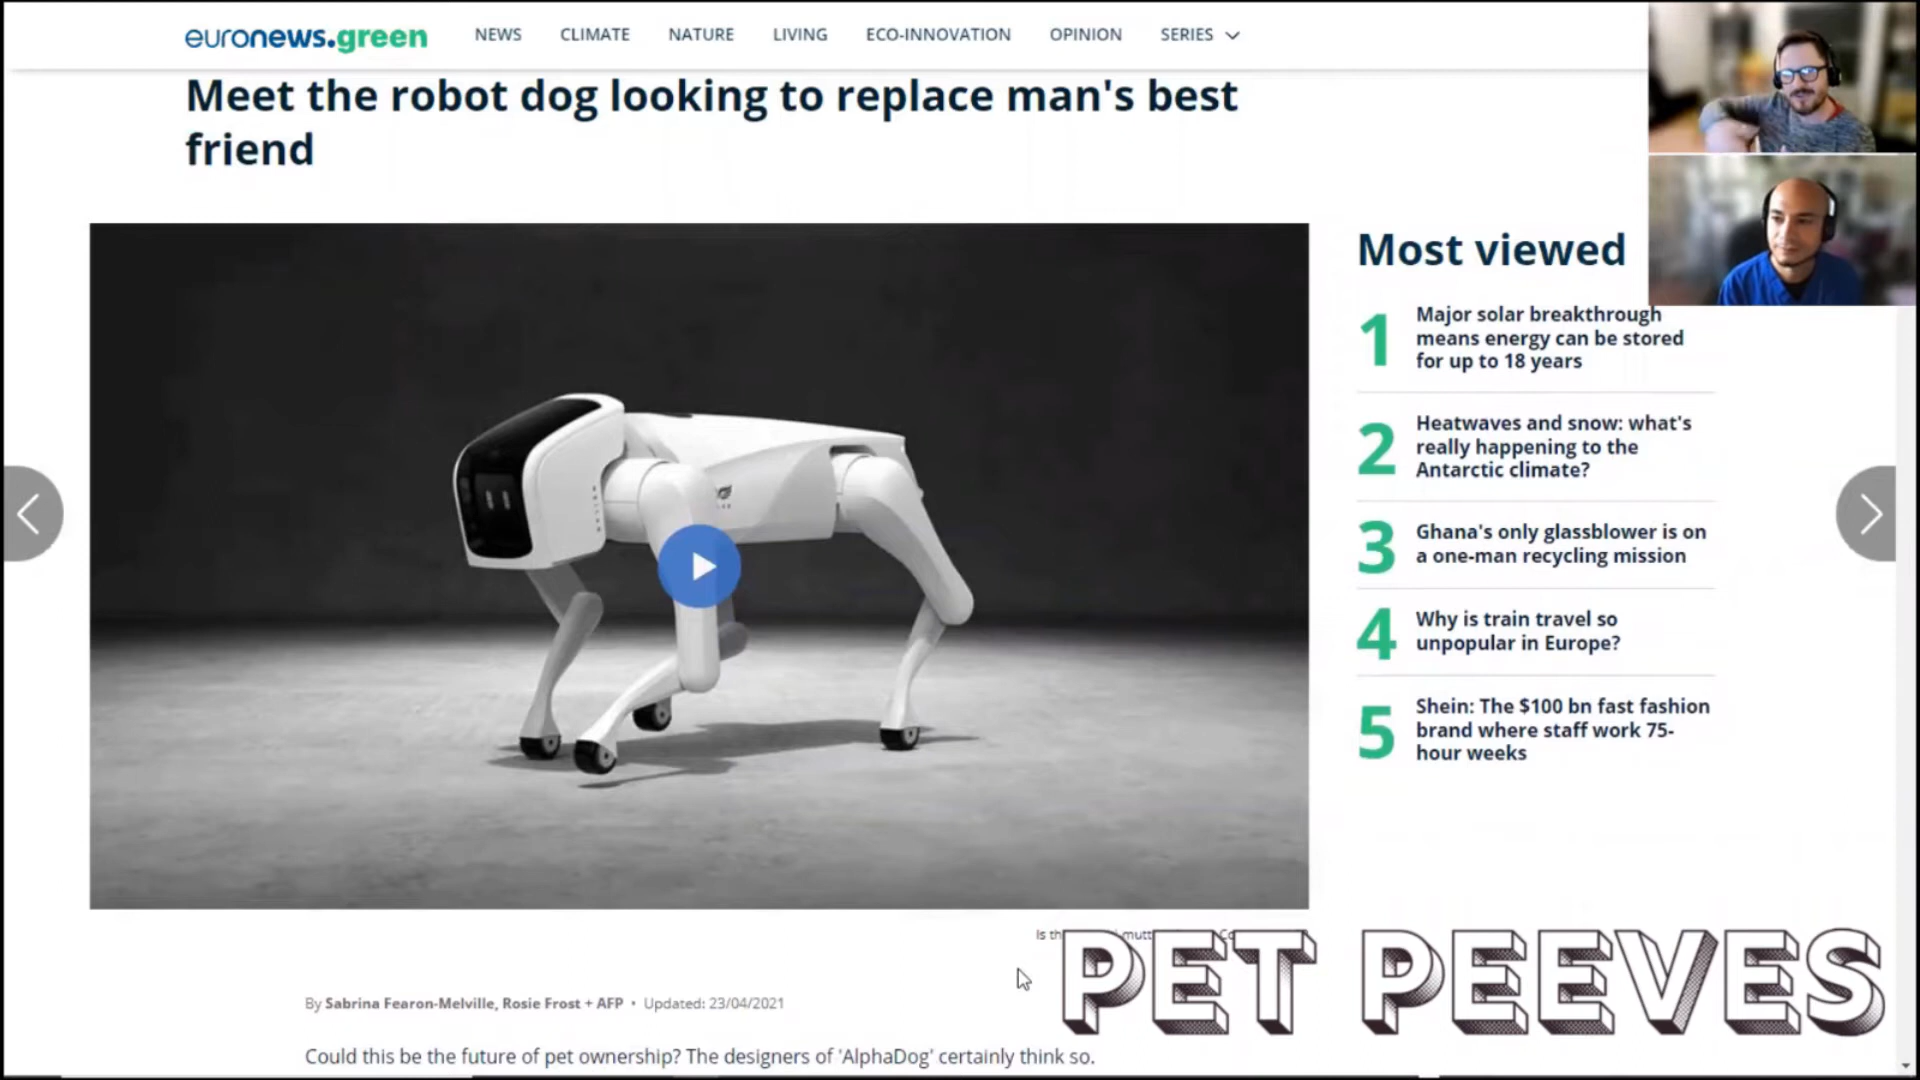 euronews.green
NEWS
CLIMATE
NATURE
LIVING
ECO-INNOVATION
OPINION
SERIES
Meet the robot dog looking to replace man's best
friend
Most viewed
1
Major solar breakthrough
means energy can be stored
for up to 18 years
2
Heatwaves and snow: what's
really happening to the
Antarctic climate?
3
Ghana's only glassblower is on
a one-man recycling mission
4
Why is train travel so
unpopular in Europe?
5
Shein: The $100 bn fast fashion
brand where staff work 75-
hour weeks
Is
PET PEEVES
By Sabrina Fearon-Melville, Rosie Frost + AFP • Updated: 23/04/2021
Could this be the future of pet ownership? The designers of 'AlphaDog' certainly think so.